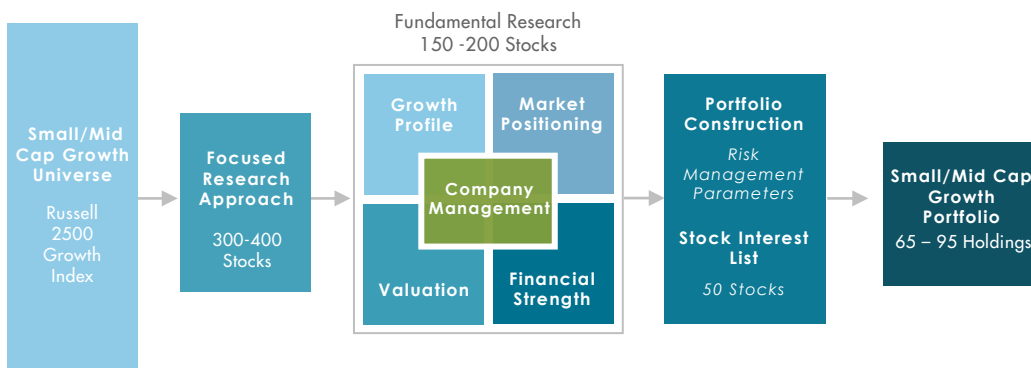 Small/Mid
Cap Growth
Universe
Russell
2500
Growth
Index
Focused
Research
Approach
300-400
Stocks
Fundamental Research
150 -200 Stocks
Growth
Profile
Market
Positioning
Company
Management
Valuation
Financial
Strength
Portfolio
Construction
Risk
Management
Parameters
Stock Interest
List
50 Stocks
Small/Mid Cap
Growth
Portfolio
65 – 95 Holdings